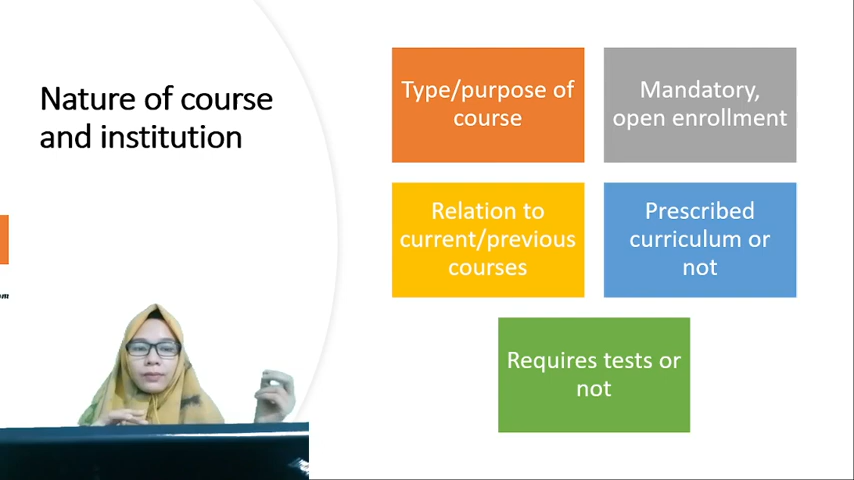 Nature of course
and institution
Type/purpose of
course
Mandatory,
open enrollment
Relation to
current/previous
courses
Prescribed
curriculum or
not
Requires tests or
not